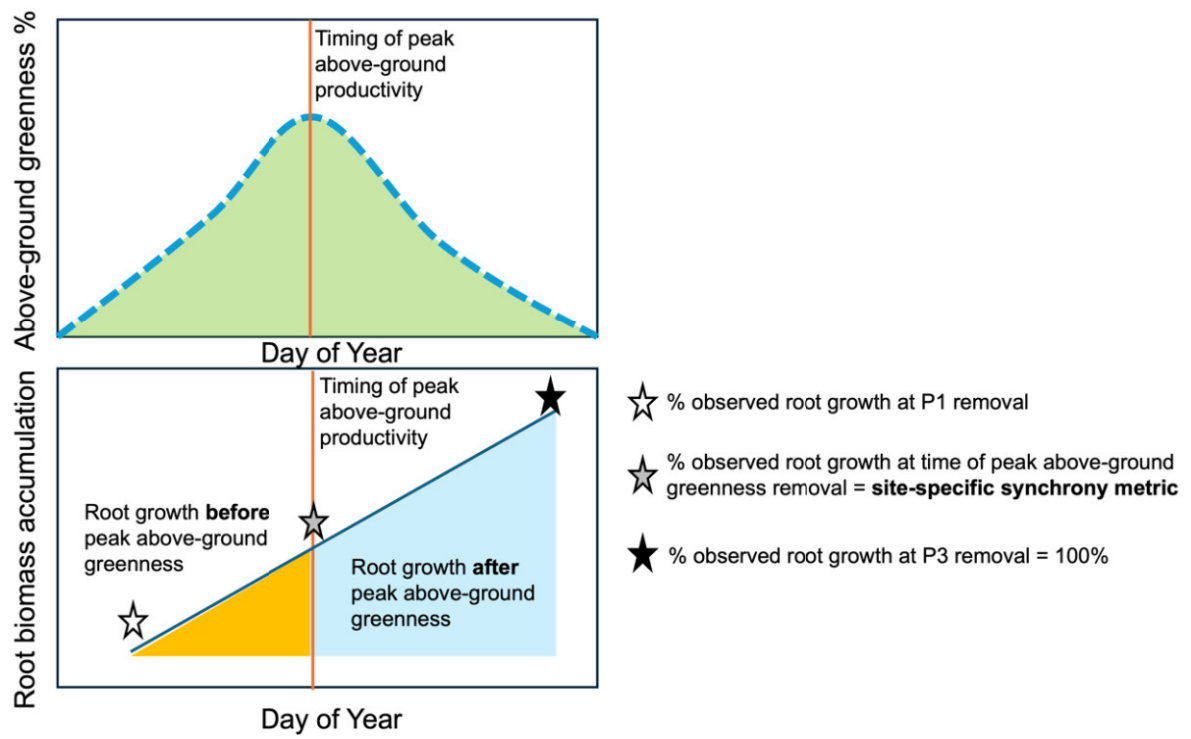 Above-ground greenness %
Timing of peak
above-ground
productivity
Day of Year
Root biomass accumulation
Timing of peak
above-ground
productivity
Root growth before
peak above-ground
greenness
Root growth after
peak above-ground
greenness
Day of Year
% observed root growth at P1 removal
% observed root growth at time of peak above-ground
greenness removal = site-specific synchrony metric
% observed root growth at P3 removal = 100%